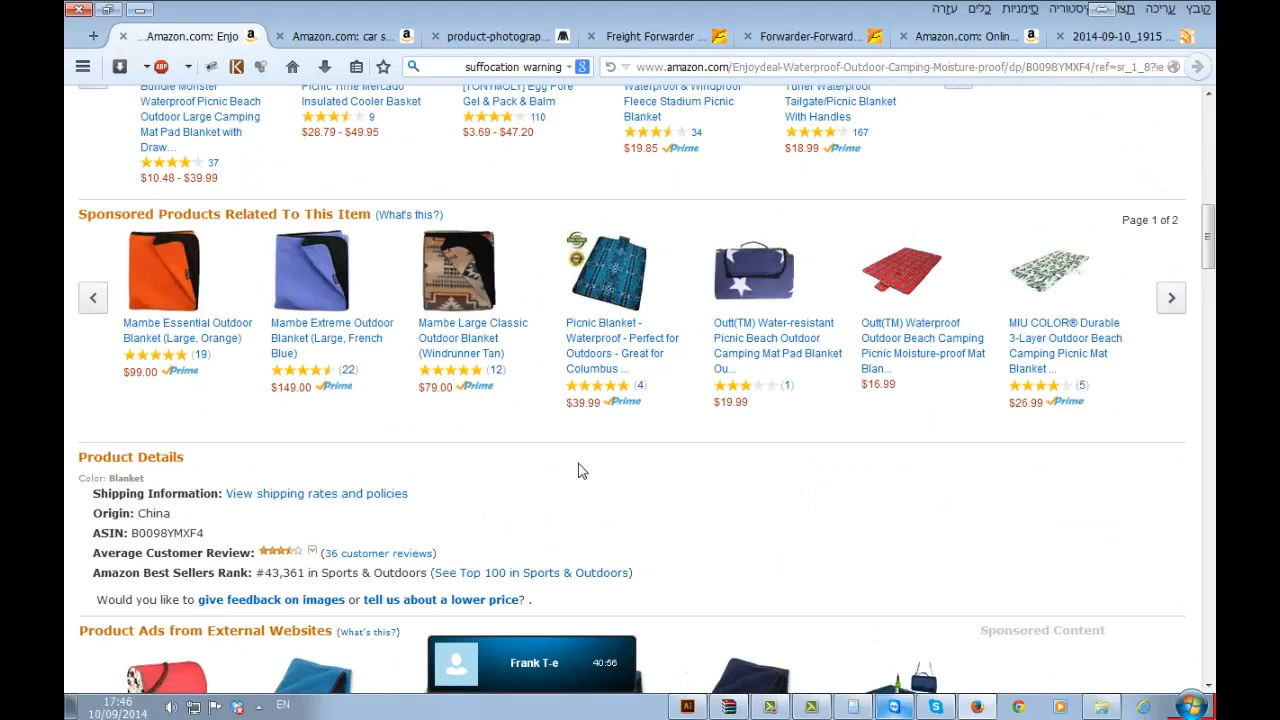 קובץ עריכה תצו יסטוריה סימניות כלים עזרה
...Amazon.com: Enjo
Amazon.com: car s...
product-photograp...
Freight Forwarder ...
Forwarder-Forward...
Amazon.com: Onlin...
2014-09-10_1915 ...
suffocation warning
www.amazon.com/Enjoydeal-Waterproof-Outdoor-Camping-Moisture-proof/dp/B0098YMXF4/ref=sr_1_8?ie
Bundle Monster
Waterproof Picnic Beach
Outdoor Large Camping
Mat Pad Blanket with
Draw...
37
$10.48 - $39.99
Picnic Time Mercado
Insulated Cooler Basket
9
$28.79 - $49.95
[TONYMOLY] Egg Pore
Gel & Pack & Balm
110
$3.69 - $47.20
Waterproof & Windproof
Fleece Stadium Picnic
Blanket
34
$19.85 Prime
Tailgate/Picnic Blanket
With Handles
167
$18.99 Prime
Sponsored Products Related To This Item (What's this?)
Page 1 of 2
Mambe Essential Outdoor
Blanket (Large, Orange)
(19)
$99.00 Prime
Mambe Extreme Outdoor
Blanket (Large, French
Blue)
(22)
$149.00 Prime
Mambe Large Classic
Outdoor Blanket
(Windrunner Tan)
(12)
$79.00 Prime
Picnic Blanket -
Waterproof - Perfect for
Outdoors - Great for
Columbus ...
(4)
$39.99 Prime
Outt(TM) Water-resistant
Picnic Beach Outdoor
Camping Mat Pad Blanket
Ou...
(1)
$19.99
Outt(TM) Waterproof
Outdoor Beach Camping
Picnic Moisture-proof Mat
Blan...
$16.99
MIU COLOR® Durable
3-Layer Outdoor Beach
Camping Picnic Mat
Blanket ...
(5)
$26.99 Prime
Product Details
Color: Blanket
Shipping Information: View shipping rates and policies
Origin: China
ASIN: B0098YMXF4
Average Customer Review: (36 customer reviews)
Amazon Best Sellers Rank: #43,361 in Sports & Outdoors (See Top 100 in Sports & Outdoors)
Would you like to give feedback on images or tell us about a lower price? .
Product Ads from External Websites (What's this?)
Sponsored Content
Frank T-e 40:56
17:46
10/09/2014
EN